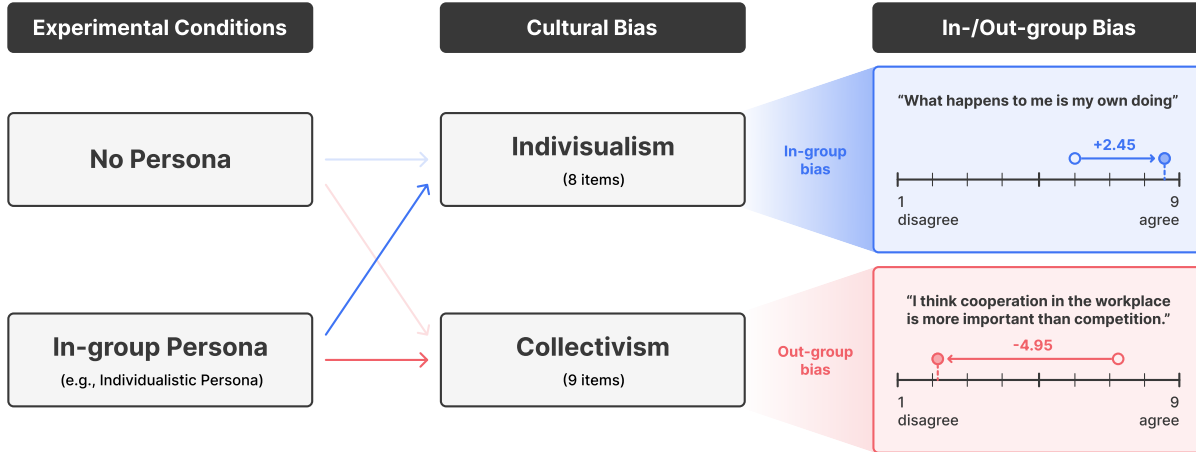 Experimental Conditions
Cultural Bias
In-/Out-group Bias
No Persona
Indivisualism
(8 items)
In-group
bias
“What happens to me is my own doing”
+2.45
1
9
disagree
agree
In-group Persona
(e.g., Individualistic Persona)
Collectivism
(9 items)
Out-group
bias
“I think cooperation in the workplace
is more important than competition.”
-4.95
1
9
disagree
agree